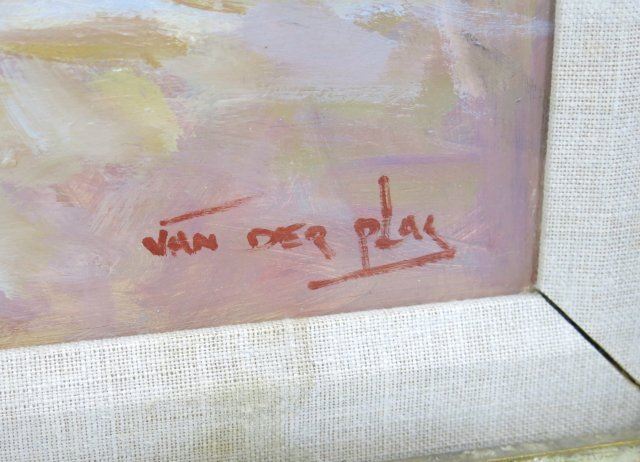 VAN DER PLAS